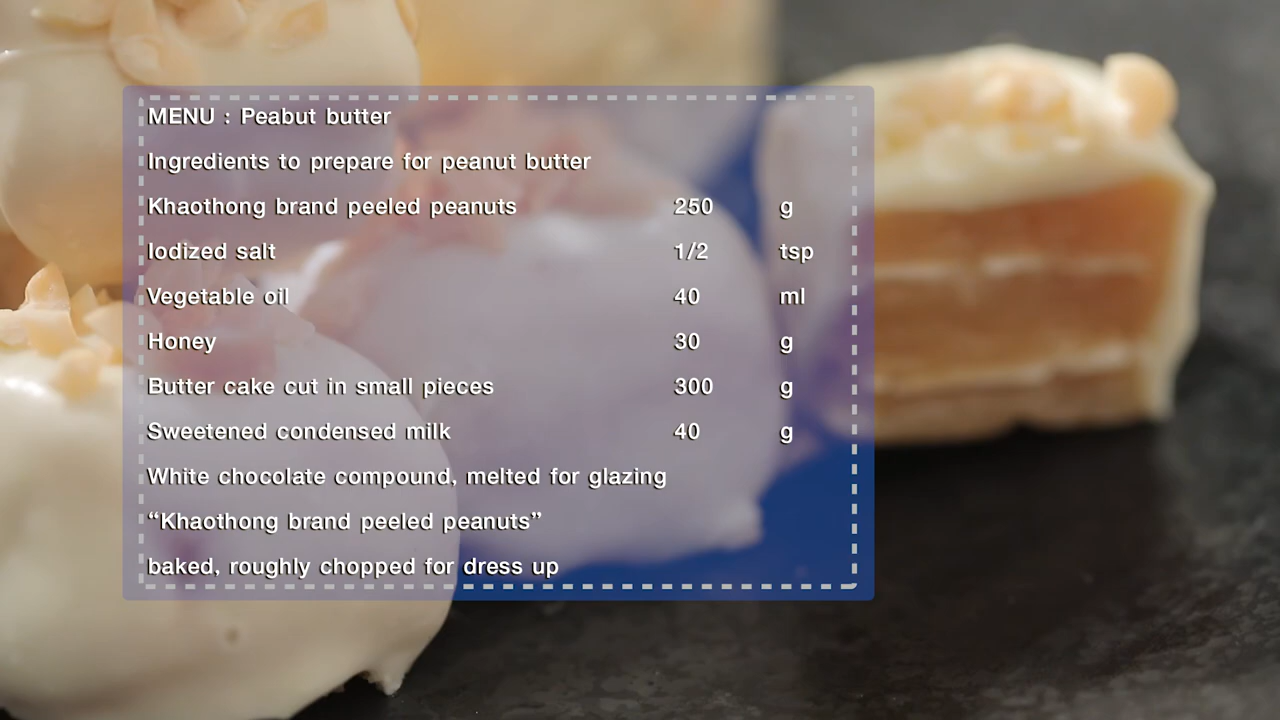 MENU : Peabut butter
Ingredients to prepare for peanut butter
Khaothong brand peeled peanuts 250 g
Iodized salt 1/2 tsp
Vegetable oil 40 ml
Honey 30 g
Butter cake cut in small pieces 300 g
Sweetened condensed milk 40 g
White chocolate compound, melted for glazing
“Khaothong brand peeled peanuts”
baked, roughly chopped for dress up